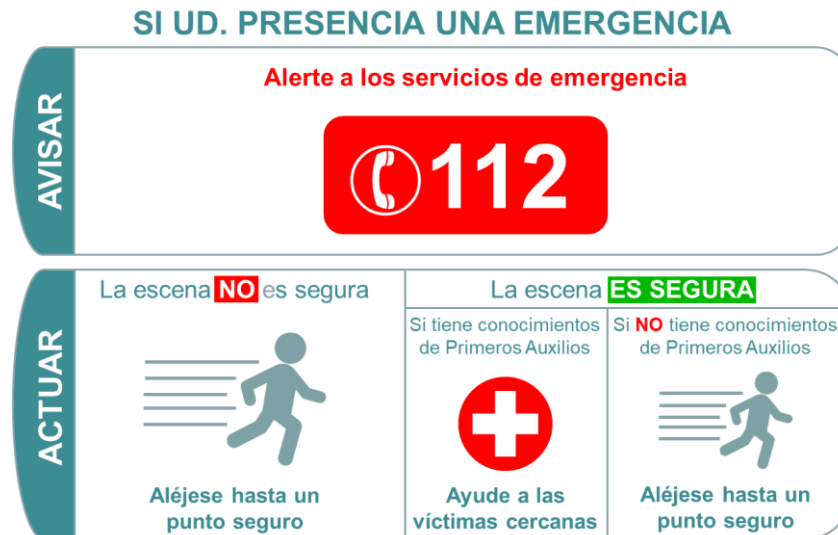 SI UD. PRESENCIA UNA EMERGENCIA
AVISAR
Alerte a los servicios de emergencia
112
ACTUAR
La escena NO es segura
Aléjese hasta un
punto seguro
La escena ES SEGURA
Si tiene conocimientos
de Primeros Auxilios
Ayude a las
víctimas cercanas
Si NO tiene conocimientos
de Primeros Auxilios
Aléjese hasta un
punto seguro